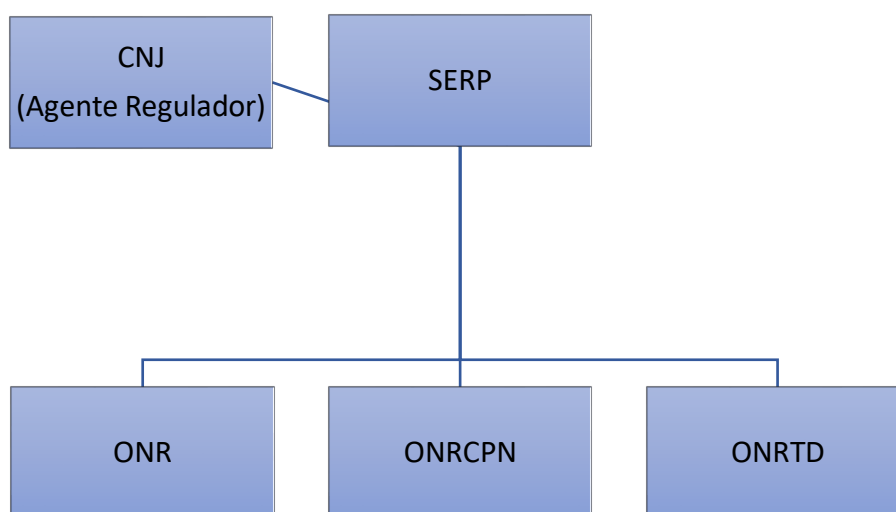 CNJ
(Agente Regulador)
SERP
ONR
ONRCPN
ONRTD